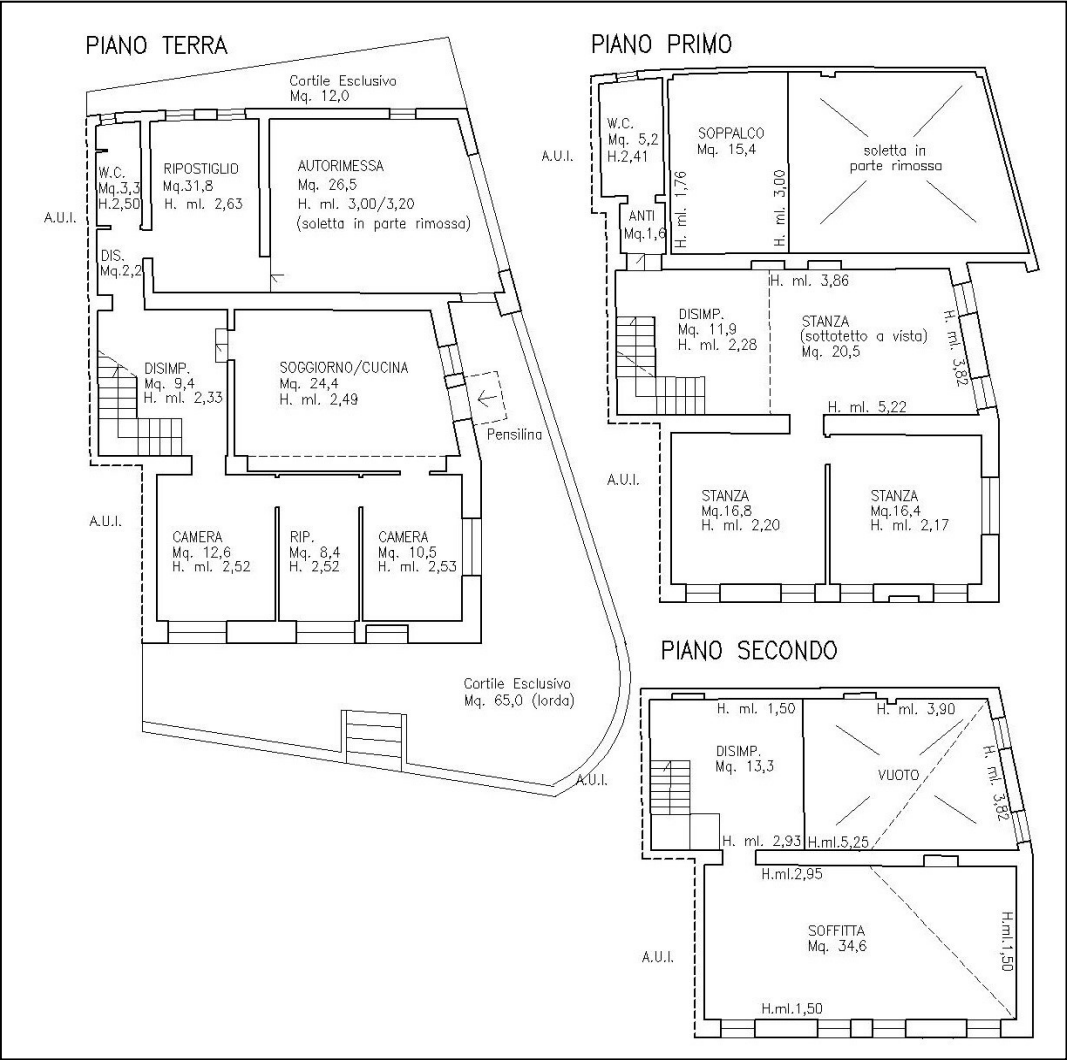 PIANO TERRA
Cortile Esclusivo
Mq. 12,0
W.C.
Mq.3,3
H.2,50
RIPOSTIGLIO
Mq.31,8
H. ml. 2,63
AUTORIMESSA
Mq. 26,5
H. ml. 3,00/3,20
(soletta in parte rimossa)
A.U.I.
DIS.
Mq.2,2
DISIMP.
Mq. 9,4
H. ml. 2,33
SOGGIORNO/CUCINA
Mq. 24,4
H. ml. 2,49
Pensilina
A.U.I.
CAMERA
Mq. 12,6
H. ml. 2,52
RIP.
Mq. 8,4
H. 2,52
CAMERA
Mq. 10,5
H. ml. 2,53
Cortile Esclusivo
Mq. 65,0 (lorda)
A.U.I.
PIANO PRIMO
W.C.
Mq. 5,2
H.2,41
SOPPALCO
Mq. 15,4
soletta in
parte rimossa
A.U.I.
H. ml. 1,76
H. ml. 3,00
ANTI
Mq.1,6
H. ml. 3,86
DISIMP.
Mq. 11,9
H. ml. 2,28
STANZA
(sottotetto a vista)
Mq. 20,5
H. ml. 3,82
H. ml. 5,22
A.U.I.
STANZA
Mq.16,8
H. ml. 2,20
STANZA
Mq.16,4
H. ml. 2,17
PIANO SECONDO
H. ml. 1,50
H. ml. 3,90
DISIMP.
Mq. 13,3
VUOTO
H. ml. 3,82
H. ml. 2,93
H.ml.5,25
H.ml.2,95
SOFFITTA
Mq. 34,6
H.ml.1,50
A.U.I.
H.ml.1,50